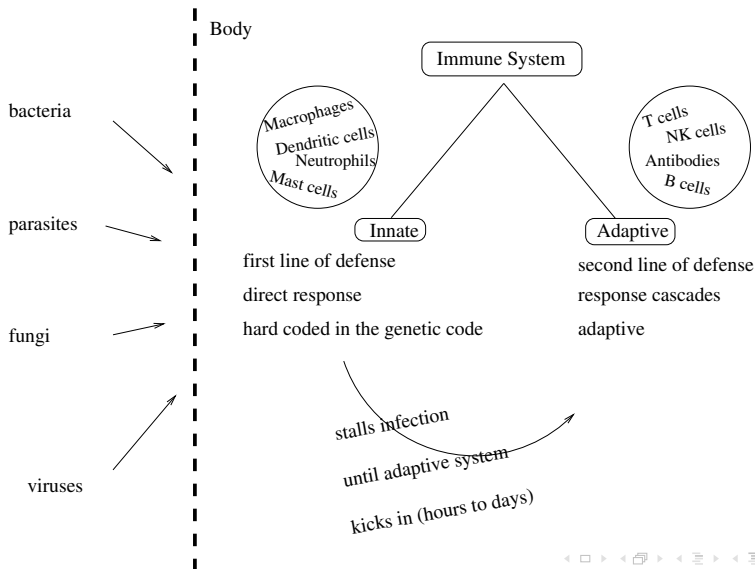 Body
Immune System
bacteria
parasites
fungi
viruses
Macrophages
Dendritic cells
Neutrophils
Mast cells
T cells
NK cells
Antibodies
B cells
Innate
first line of defense
direct response
hard coded in the genetic code
Adaptive
second line of defense
response cascades
adaptive
stalls infection
until adaptive system
kicks in (hours to days)